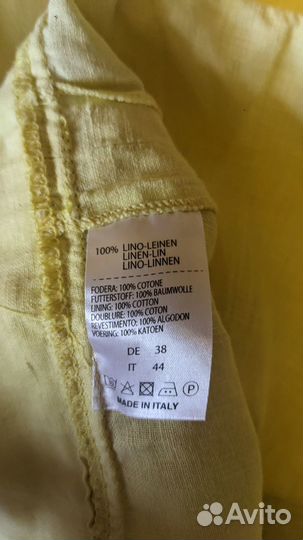 100% LINO-LEINEN
LINEN-LIN
LINO-LINNEN
FODERA: 100% COTONE
FUTTERSTOFF: 100% BAUMWOLLE
LINING: 100% COTTON
DOUBLURE: 100% COTON
REVESTIMENTO: 100% ALGODON
VOERING: 100% KATOEN
DE 38
IT 44
P
MADE IN ITALY
Avito